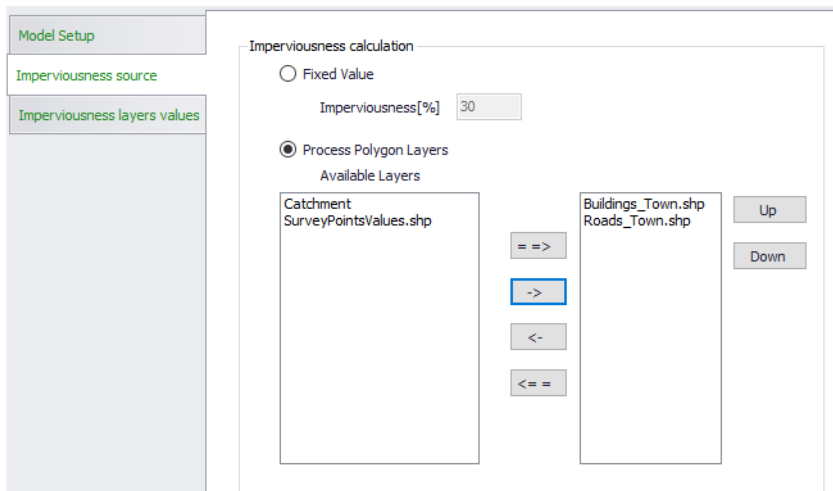 Model Setup
Imperviousness source
Imperviousness layers values
Imperviousness calculation
Fixed Value
Imperviousness[%] 30
Process Polygon Layers
Available Layers
Catchment
SurveyPointsValues.shp
= =>
->
<-
<= =
Buildings_Town.shp
Roads_Town.shp
Up
Down